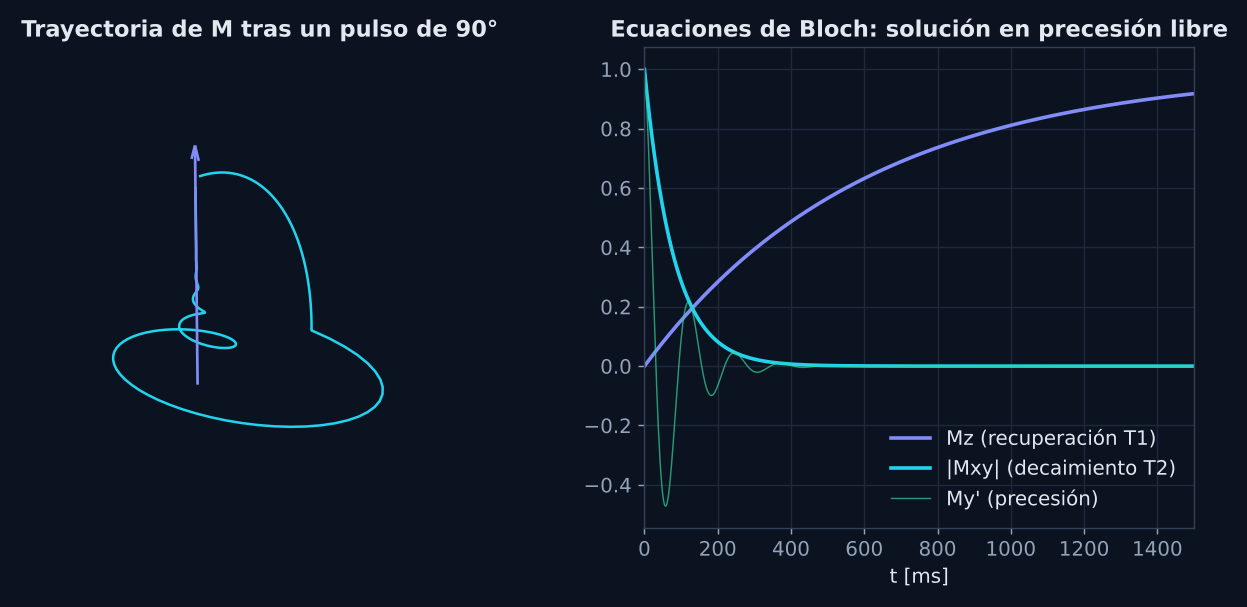 Trayectoria de M tras un pulso de 90°
Ecuaciones de Bloch: solución en precesión libre
1.0
0.8
0.6
0.4
0.2
0.0
−0.2
−0.4
Mz (recuperación T1)
|Mxy| (decaimiento T2)
My' (precesión)
0 200 400 600 800 1000 1200 1400
t [ms]